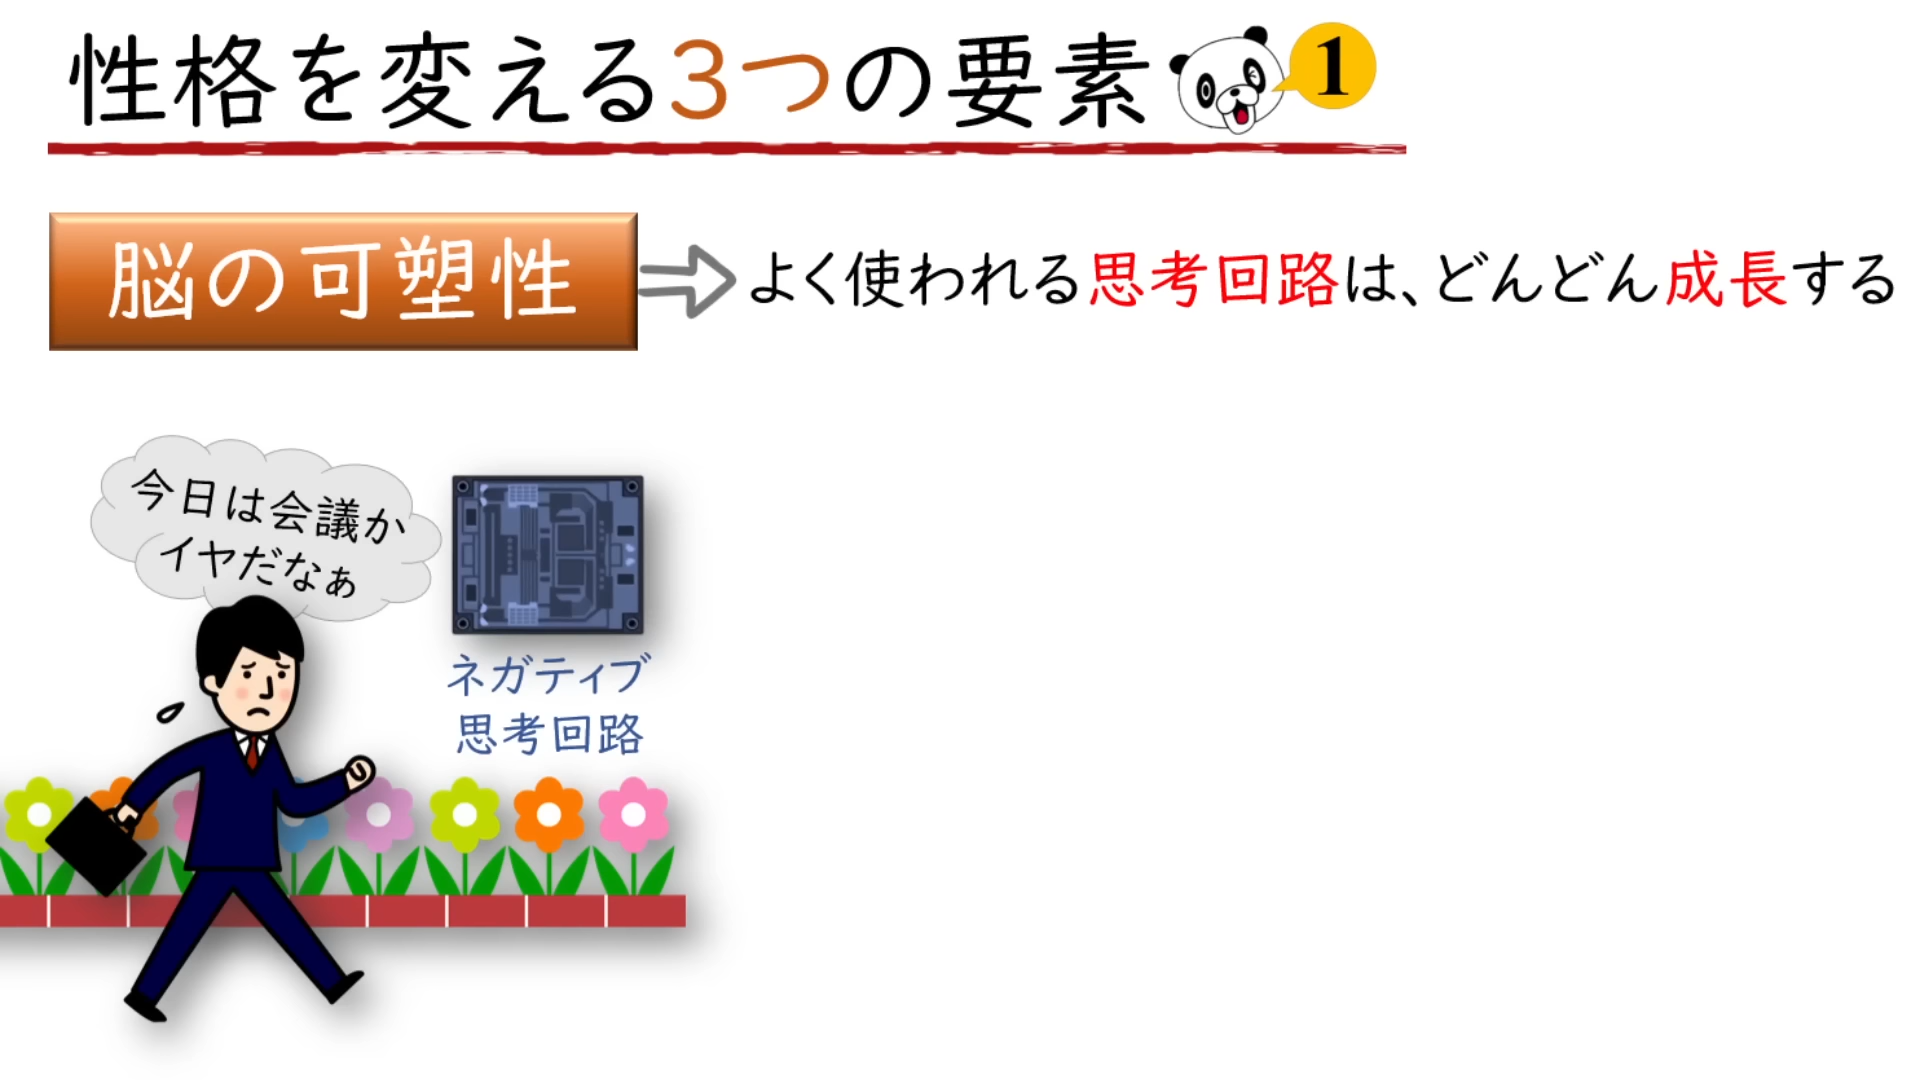 性格を変える3つの要素 1
脳の可塑性
よく使われる思考回路は、どんどん成長する
今日は会議か
イヤだなぁ
ネガティブ
思考回路